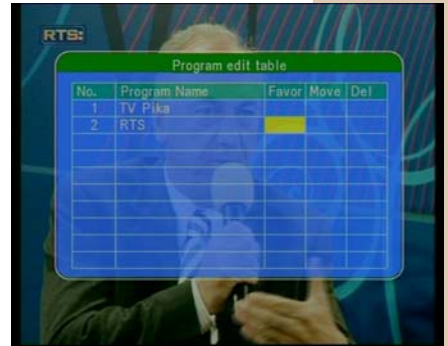 RTS:
Program edit table
No. Program Name Favor Move Del
1 TV Pika
2 RTS